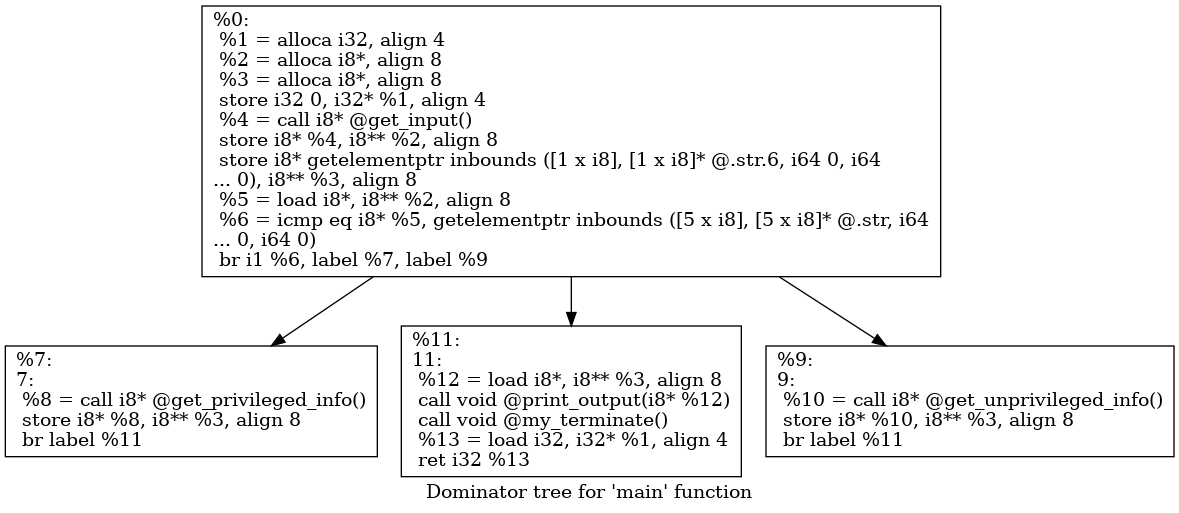 %0:
%1 = alloca i32, align 4
%2 = alloca i8*, align 8
%3 = alloca i8*, align 8
store i32 0, i32* %1, align 4
%4 = call i8* @get_input()
store i8* %4, i8** %2, align 8
store i8* getelementptr inbounds ([1 x i8], [1 x i8]* @.str.6, i64 0, i64
... 0), i8** %3, align 8
%5 = load i8*, i8** %2, align 8
%6 = icmp eq i8* %5, getelementptr inbounds ([5 x i8], [5 x i8]* @.str, i64
... 0, i64 0)
br i1 %6, label %7, label %9
%7:
7:
%8 = call i8* @get_privileged_info()
store i8* %8, i8** %3, align 8
br label %11
%11:
11:
%12 = load i8*, i8** %3, align 8
call void @print_output(i8* %12)
call void @my_terminate()
%13 = load i32, i32* %1, align 4
ret i32 %13
%9:
9:
%10 = call i8* @get_unprivileged_info()
store i8* %10, i8** %3, align 8
br label %11
Dominator tree for 'main' function